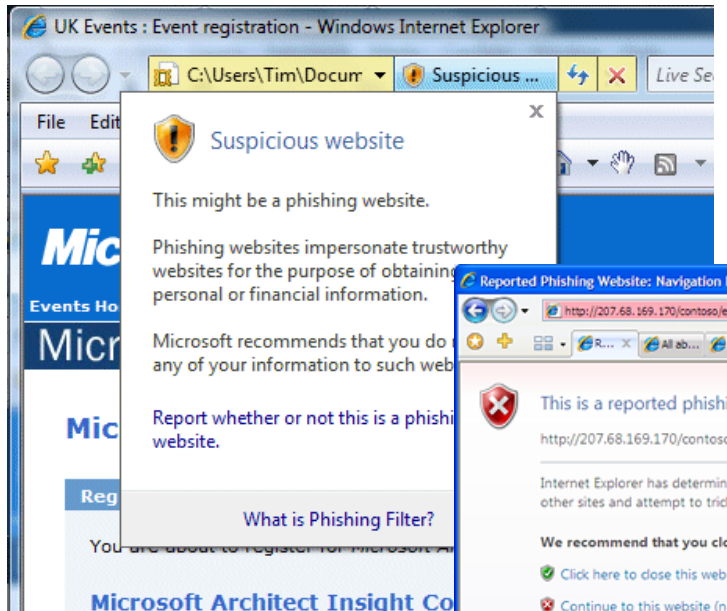 UK Events : Event registration - Windows Internet Explorer
C:\Users\Tim\Docum
Suspicious ...
Live Se
File Edit
Suspicious website
This might be a phishing website.
Phishing websites impersonate trustworthy
websites for the purpose of obtaining
personal or financial information.
Microsoft recommends that you do
any of your information to such web
Report whether or not this is a phishi
website.
What is Phishing Filter?
Mic
Events Ho
Micr
Mic
Reg
You are about to register for Microsoft A
Microsoft Architect Insight Co
Reported Phishing Website: Navigation
http://207.68.169.170/contoso/e
R... All ab...
This is a reported phishi
http://207.68.169.170/contoso
Internet Explorer has determin
other sites and attempt to tric
We recommend that you clo
Click here to close this web
Continue to this website (n